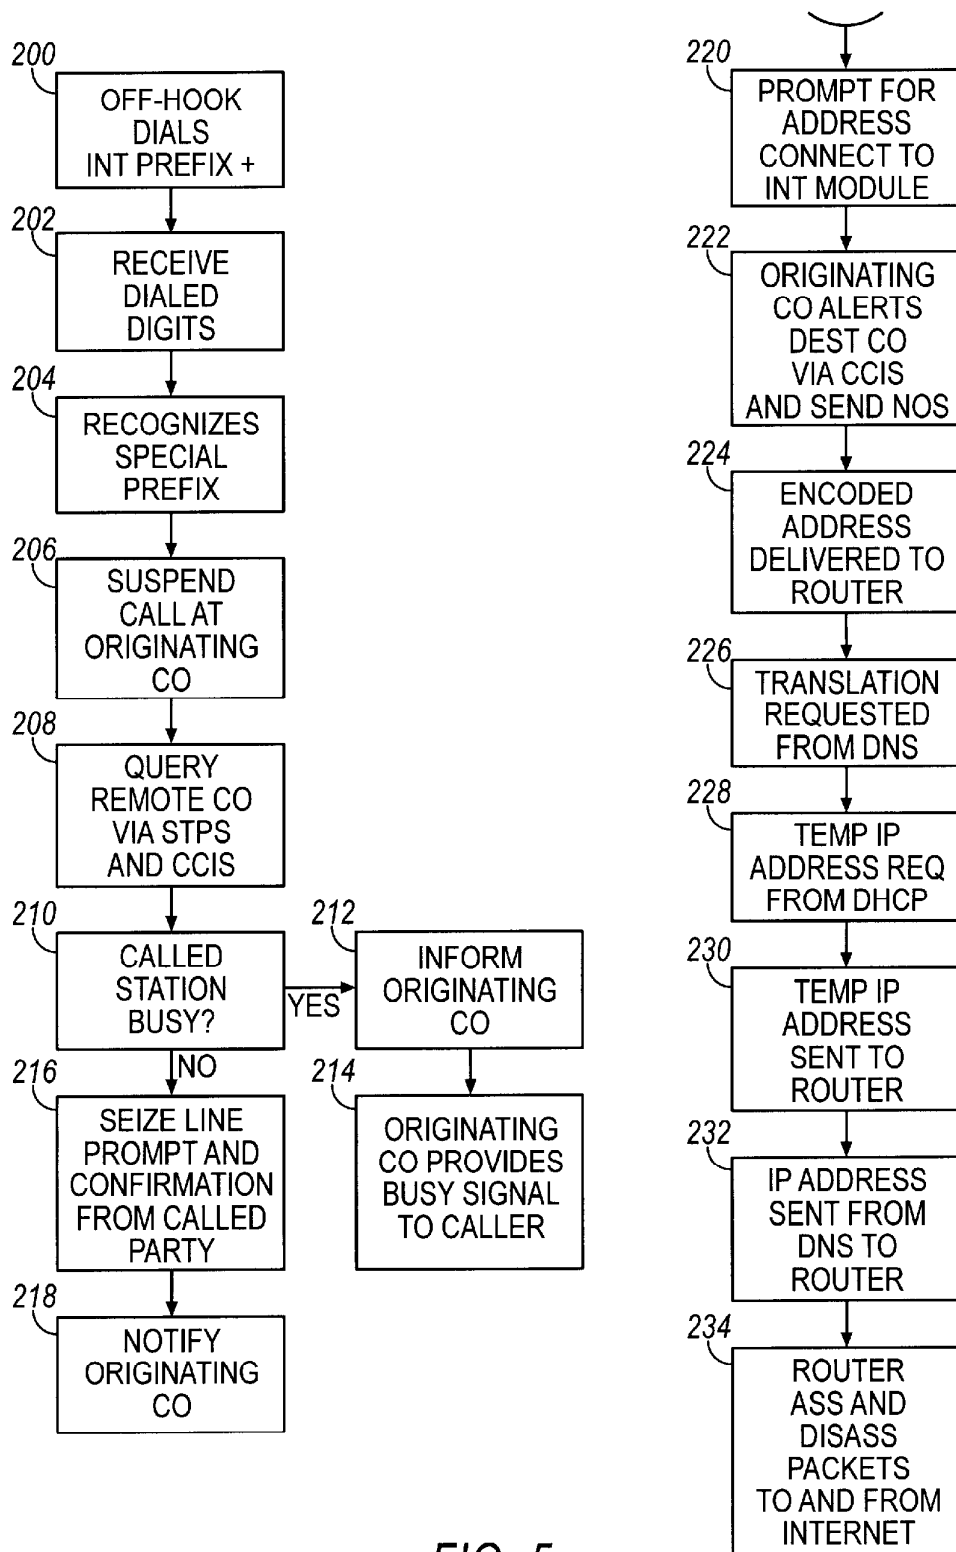 200
OFF-HOOK
DIALS
INT PREFIX +
202
RECEIVE
DIALED
DIGITS
204
RECOGNIZES
SPECIAL
PREFIX
206
SUSPEND
CALL AT
ORIGINATING
CO
208
QUERY
REMOTE CO
VIA STPS
AND CCIS
210
CALLED
STATION
BUSY?
YES
NO
212
INFORM
ORIGINATING
CO
214
ORIGINATING
CO PROVIDES
BUSY SIGNAL
TO CALLER
216
SEIZE LINE
PROMPT AND
CONFIRMATION
FROM CALLED
PARTY
218
NOTIFY
ORIGINATING
CO
220
PROMPT FOR
ADDRESS
CONNECT TO
INT MODULE
222
ORIGINATING
CO ALERTS
DEST CO
VIA CCIS
AND SEND NOS
224
ENCODED
ADDRESS
DELIVERED TO
ROUTER
226
TRANSLATION
REQUESTED
FROM DNS
228
TEMP IP
ADDRESS REQ
FROM DHCP
230
TEMP IP
ADDRESS
SENT TO
ROUTER
232
IP ADDRESS
SENT FROM
DNS TO
ROUTER
234
ROUTER
ASS AND
DISASS
PACKETS
TO AND FROM
INTERNET
FIG. 5